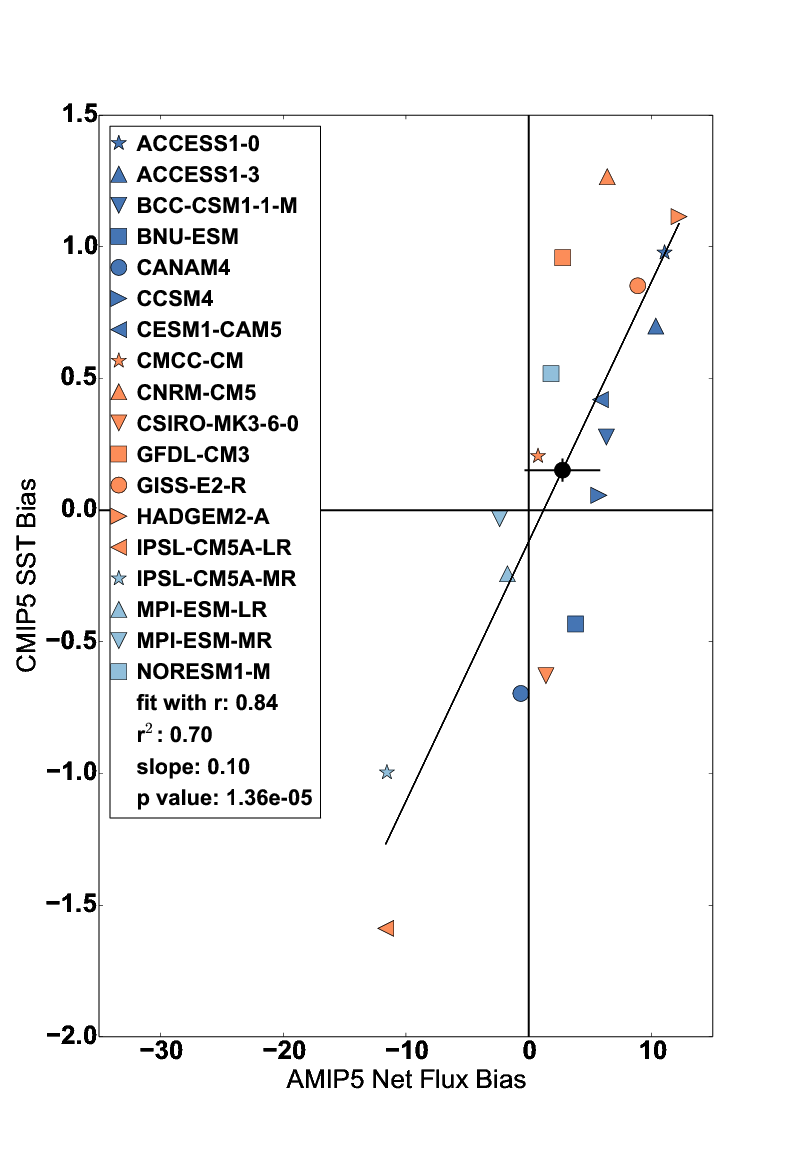 1.5
1.0
0.5
0.0
−0.5
−1.0
−1.5
−2.0
CMIP5 SST Bias
ACCESS1-0
ACCESS1-3
BCC-CSM1-1-M
BNU-ESM
CANAM4
CCSM4
CESM1-CAM5
CMCC-CM
CNRM-CM5
CSIRO-MK3-6-0
GFDL-CM3
GISS-E2-R
HADGEM2-A
IPSL-CM5A-LR
IPSL-CM5A-MR
MPI-ESM-LR
MPI-ESM-MR
NORESM1-M
fit with r: 0.84
r²: 0.70
slope: 0.10
p value: 1.36e-05
−30 −20 −10 0 10
AMIP5 Net Flux Bias